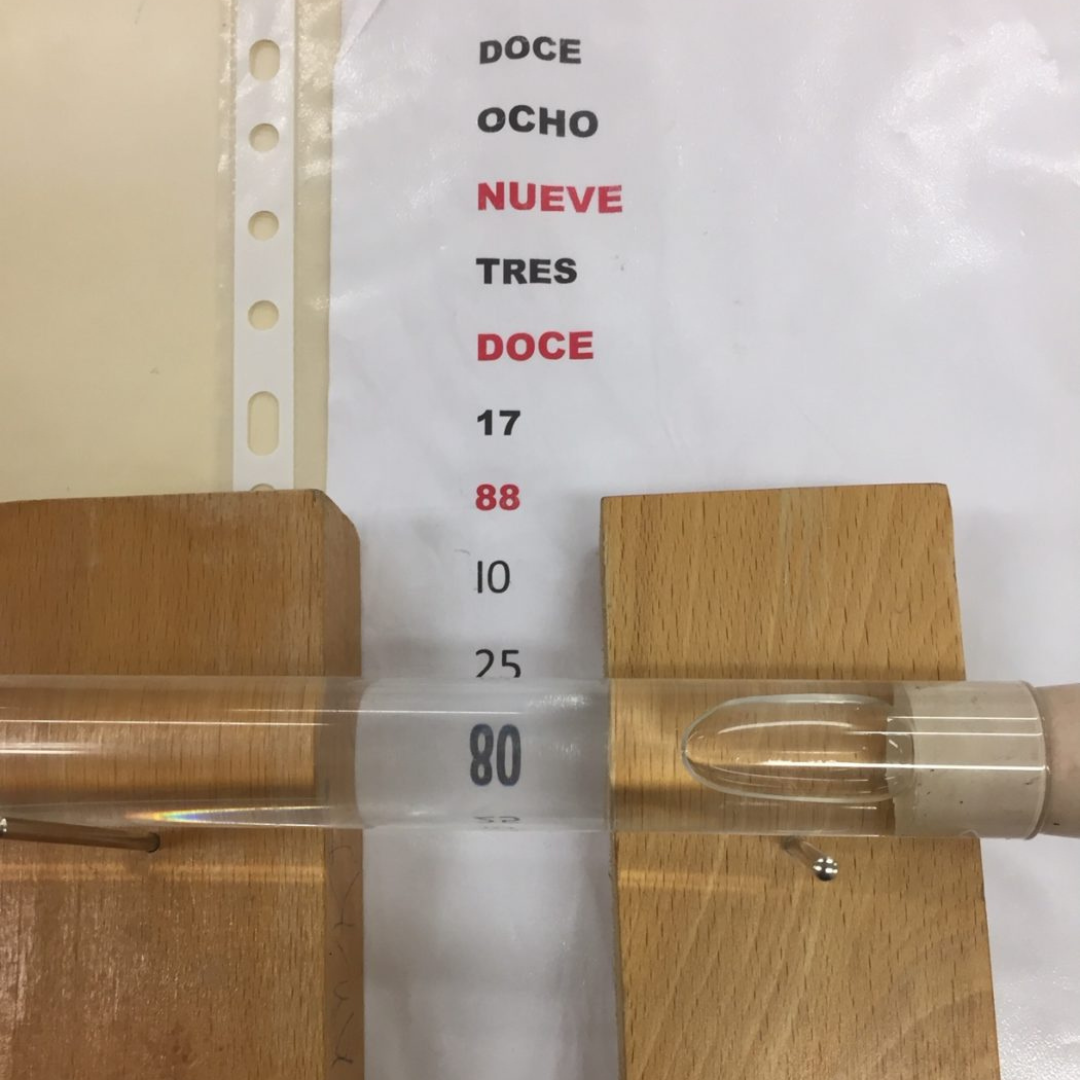 DOCE
OCHO
NUEVE
TRES
DOCE
17
88
10
25
80